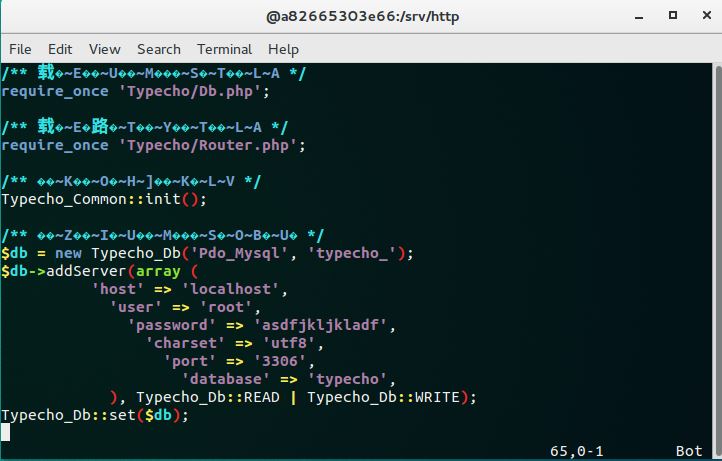 @a82665303e66:/srv/http
File Edit View Search Terminal Help
/** 载�~E��~U��~M���~S�~T��~L~A */
require_once 'Typecho/Db.php';
/** 载�~E�路�~T��~Y�~T��~L~A */
require_once 'Typecho/Router.php';
/** ��~K��~O�~H~]��~K�~L~V */
Typecho_Common::init();
/** ��~Z��~I�~U��~M���~S�~O~B�~U� */
$db = new Typecho_Db('Pdo_Mysql', 'typecho_');
$db->addServer(array (
'host' => 'localhost',
'user' => 'root',
'password' => 'asdfjkljkladf',
'charset' => 'utf8',
'port' => '3306',
'database' => 'typecho',
), Typecho_Db::READ | Typecho_Db::WRITE);
Typecho_Db::set($db);
65,0-1 Bot